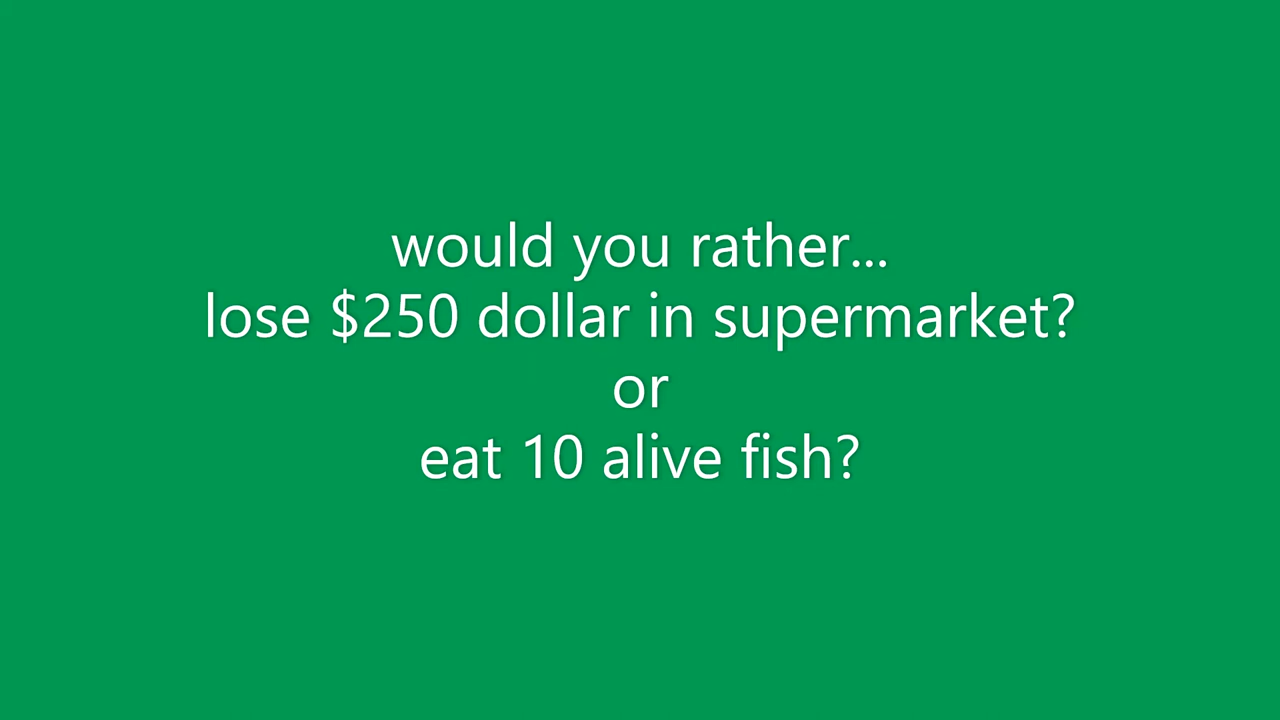 would you rather...
lose $250 dollar in supermarket?
or
eat 10 alive fish?